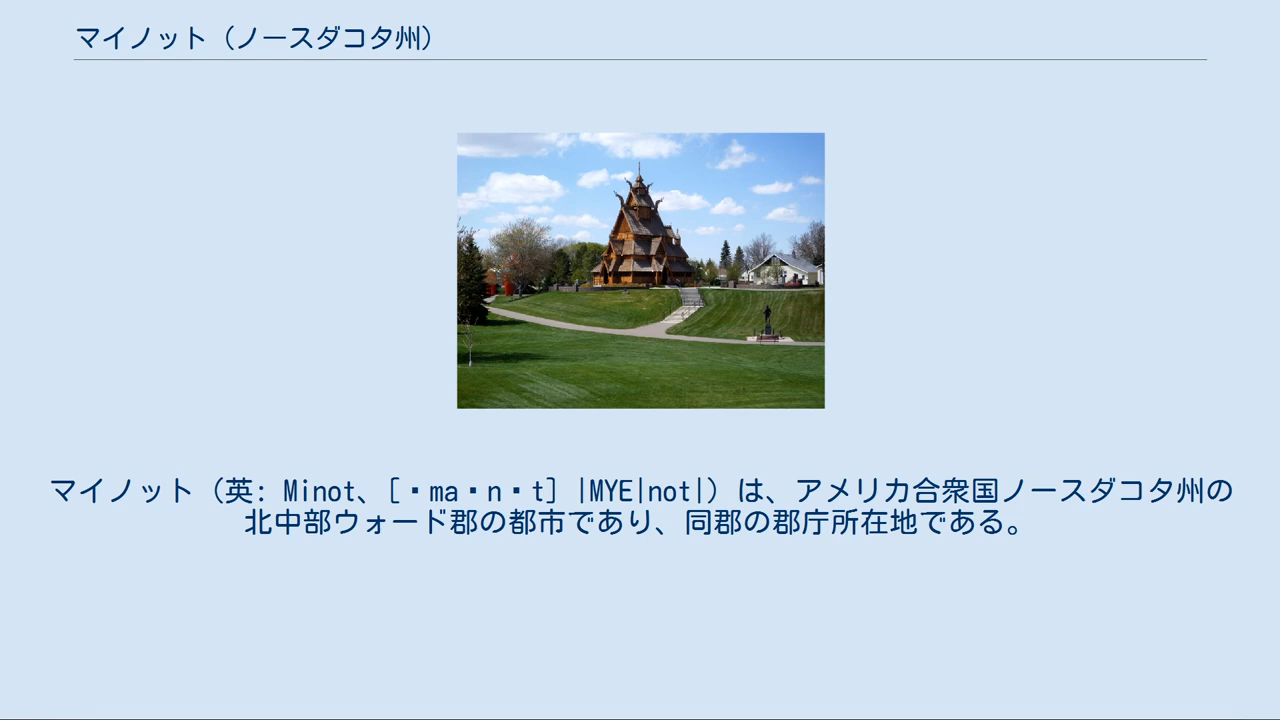 マイノット（ノースダコタ州）
マイノット（英: Minot、[・ma・n・t] |MYE|not|）は、アメリカ合衆国ノースダコタ州の
北中部ウォード郡の都市であり、同郡の郡庁所在地である。